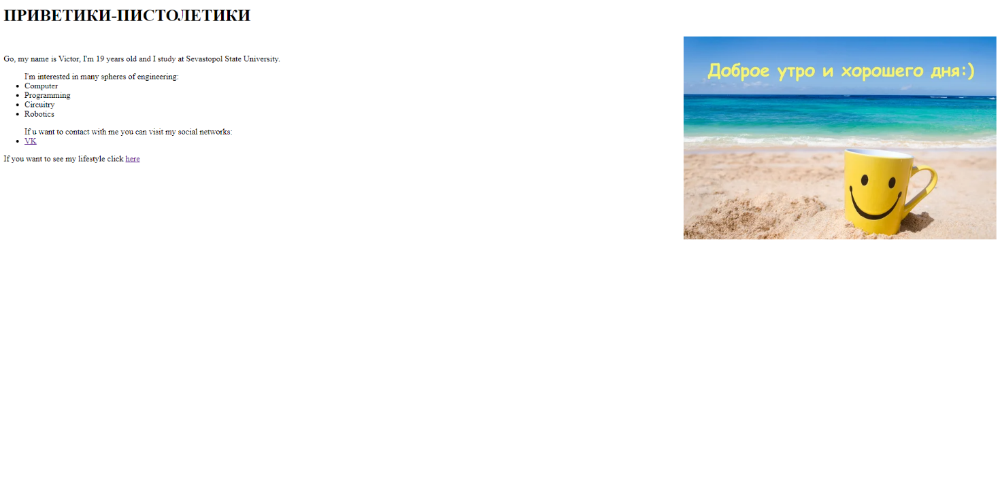 ПРИВЕТИКИ-ПИСТОЛЕТИКИ
Go, my name is Victor, I'm 19 years old and I study at Sevastopol State University.
I'm interested in many spheres of engineering:
Computer
Programming
Circuitry
Robotics
If u want to contact with me you can visit my social networks:
VK
If you want to see my lifestyle click here
Доброе утро и хорошего дня:)